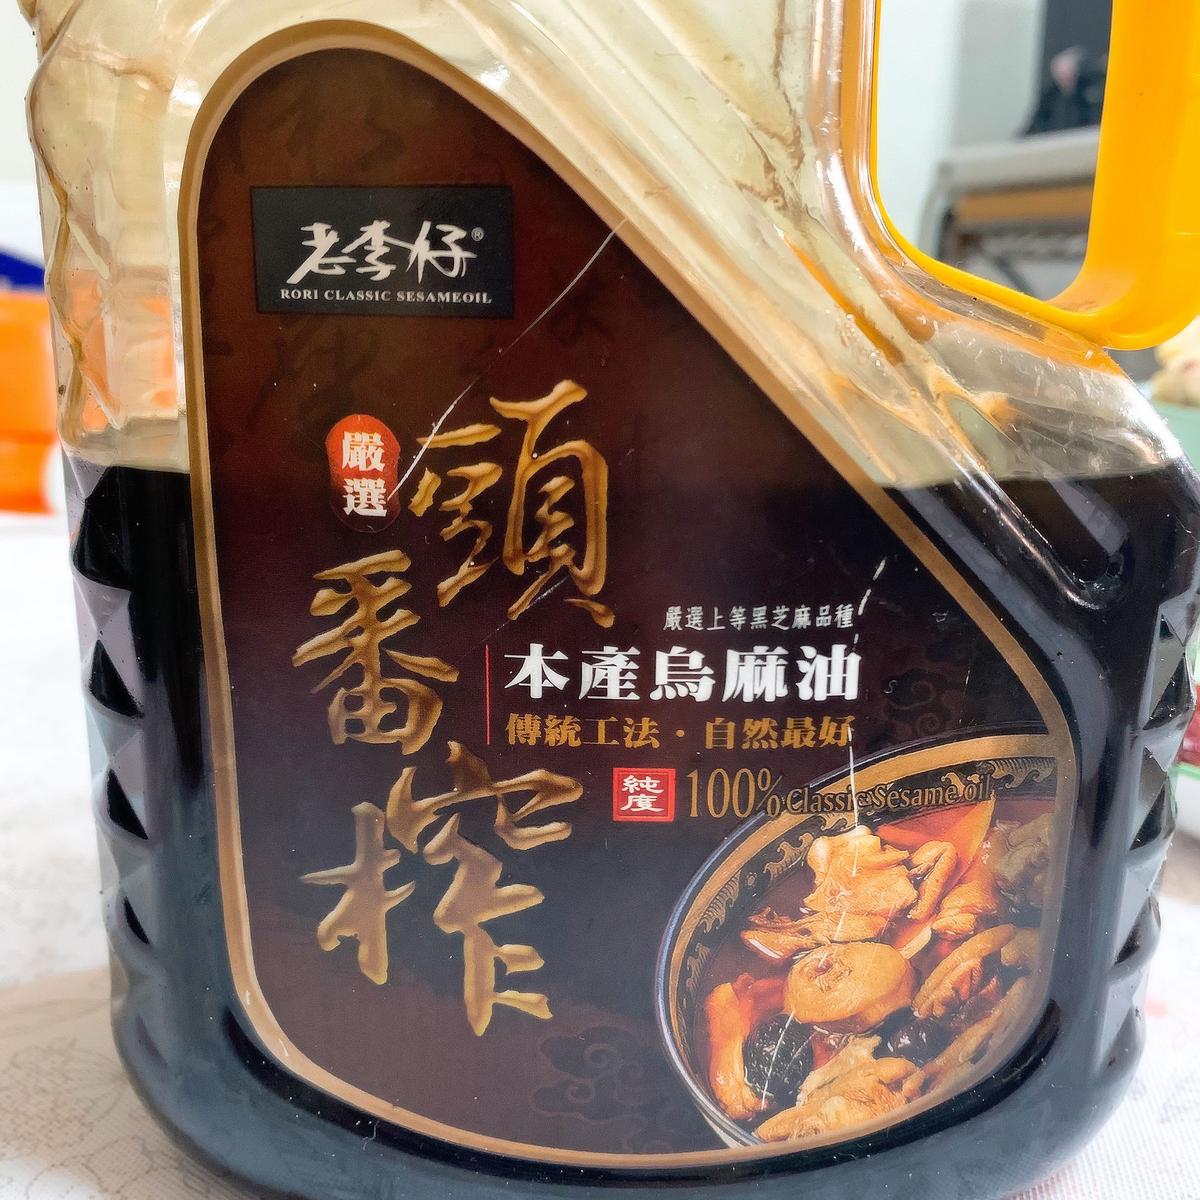 老李仔®
RORI CLASSIC SESAMEOIL
嚴選
頭番榨
嚴選上等黑芝麻品種
本產烏麻油
傳統工法·自然最好
純度 100% Classic Sesame oil